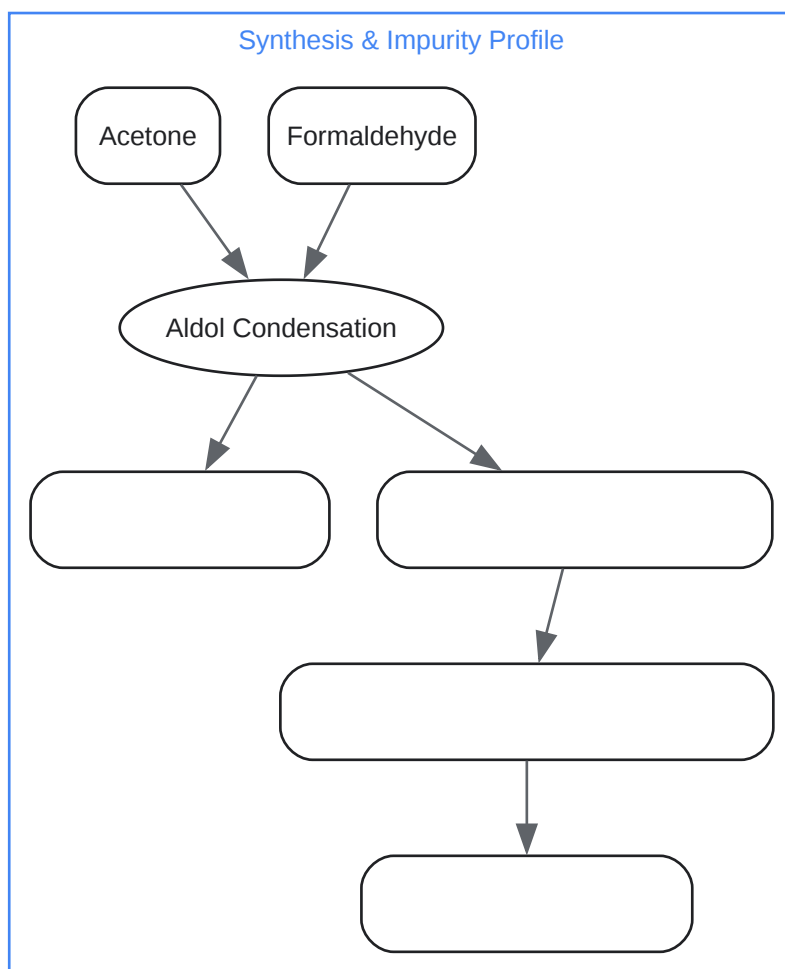 Synthesis & Impurity Profile
Acetone
Formaldehyde
Aldol Condensation